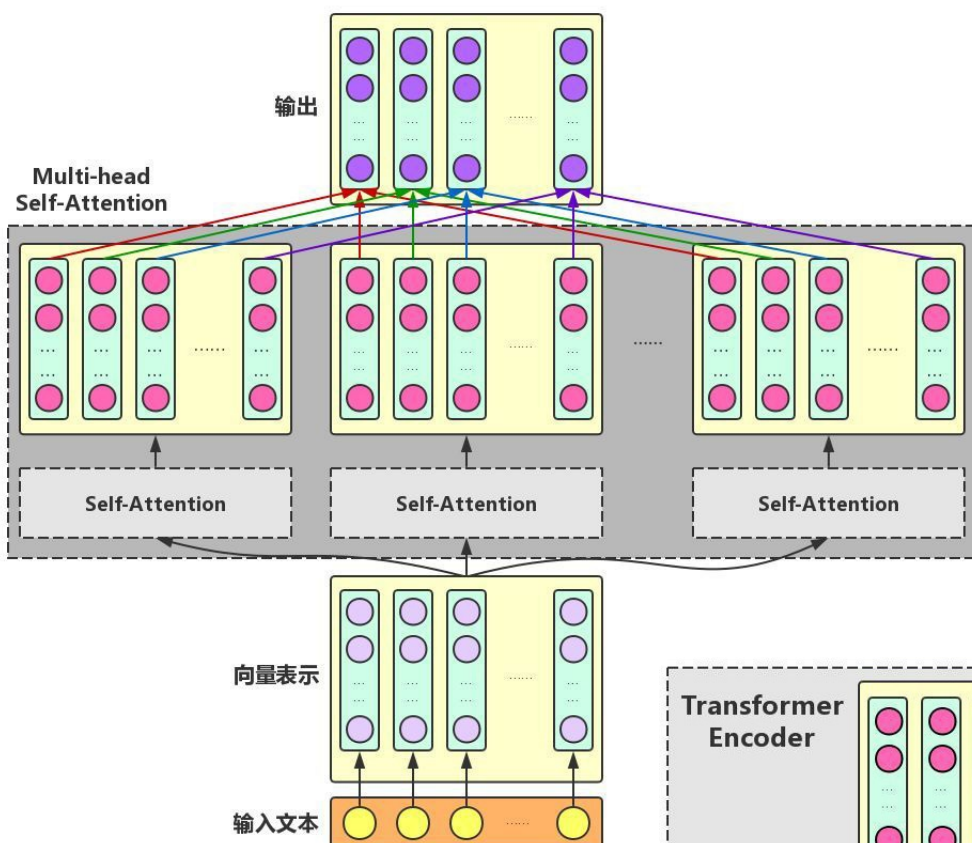 输出
Multi-head
Self-Attention
……
……
……
……
……
Self-Attention
Self-Attention
Self-Attention
向量表示
……
Transformer
Encoder
输入文本
……